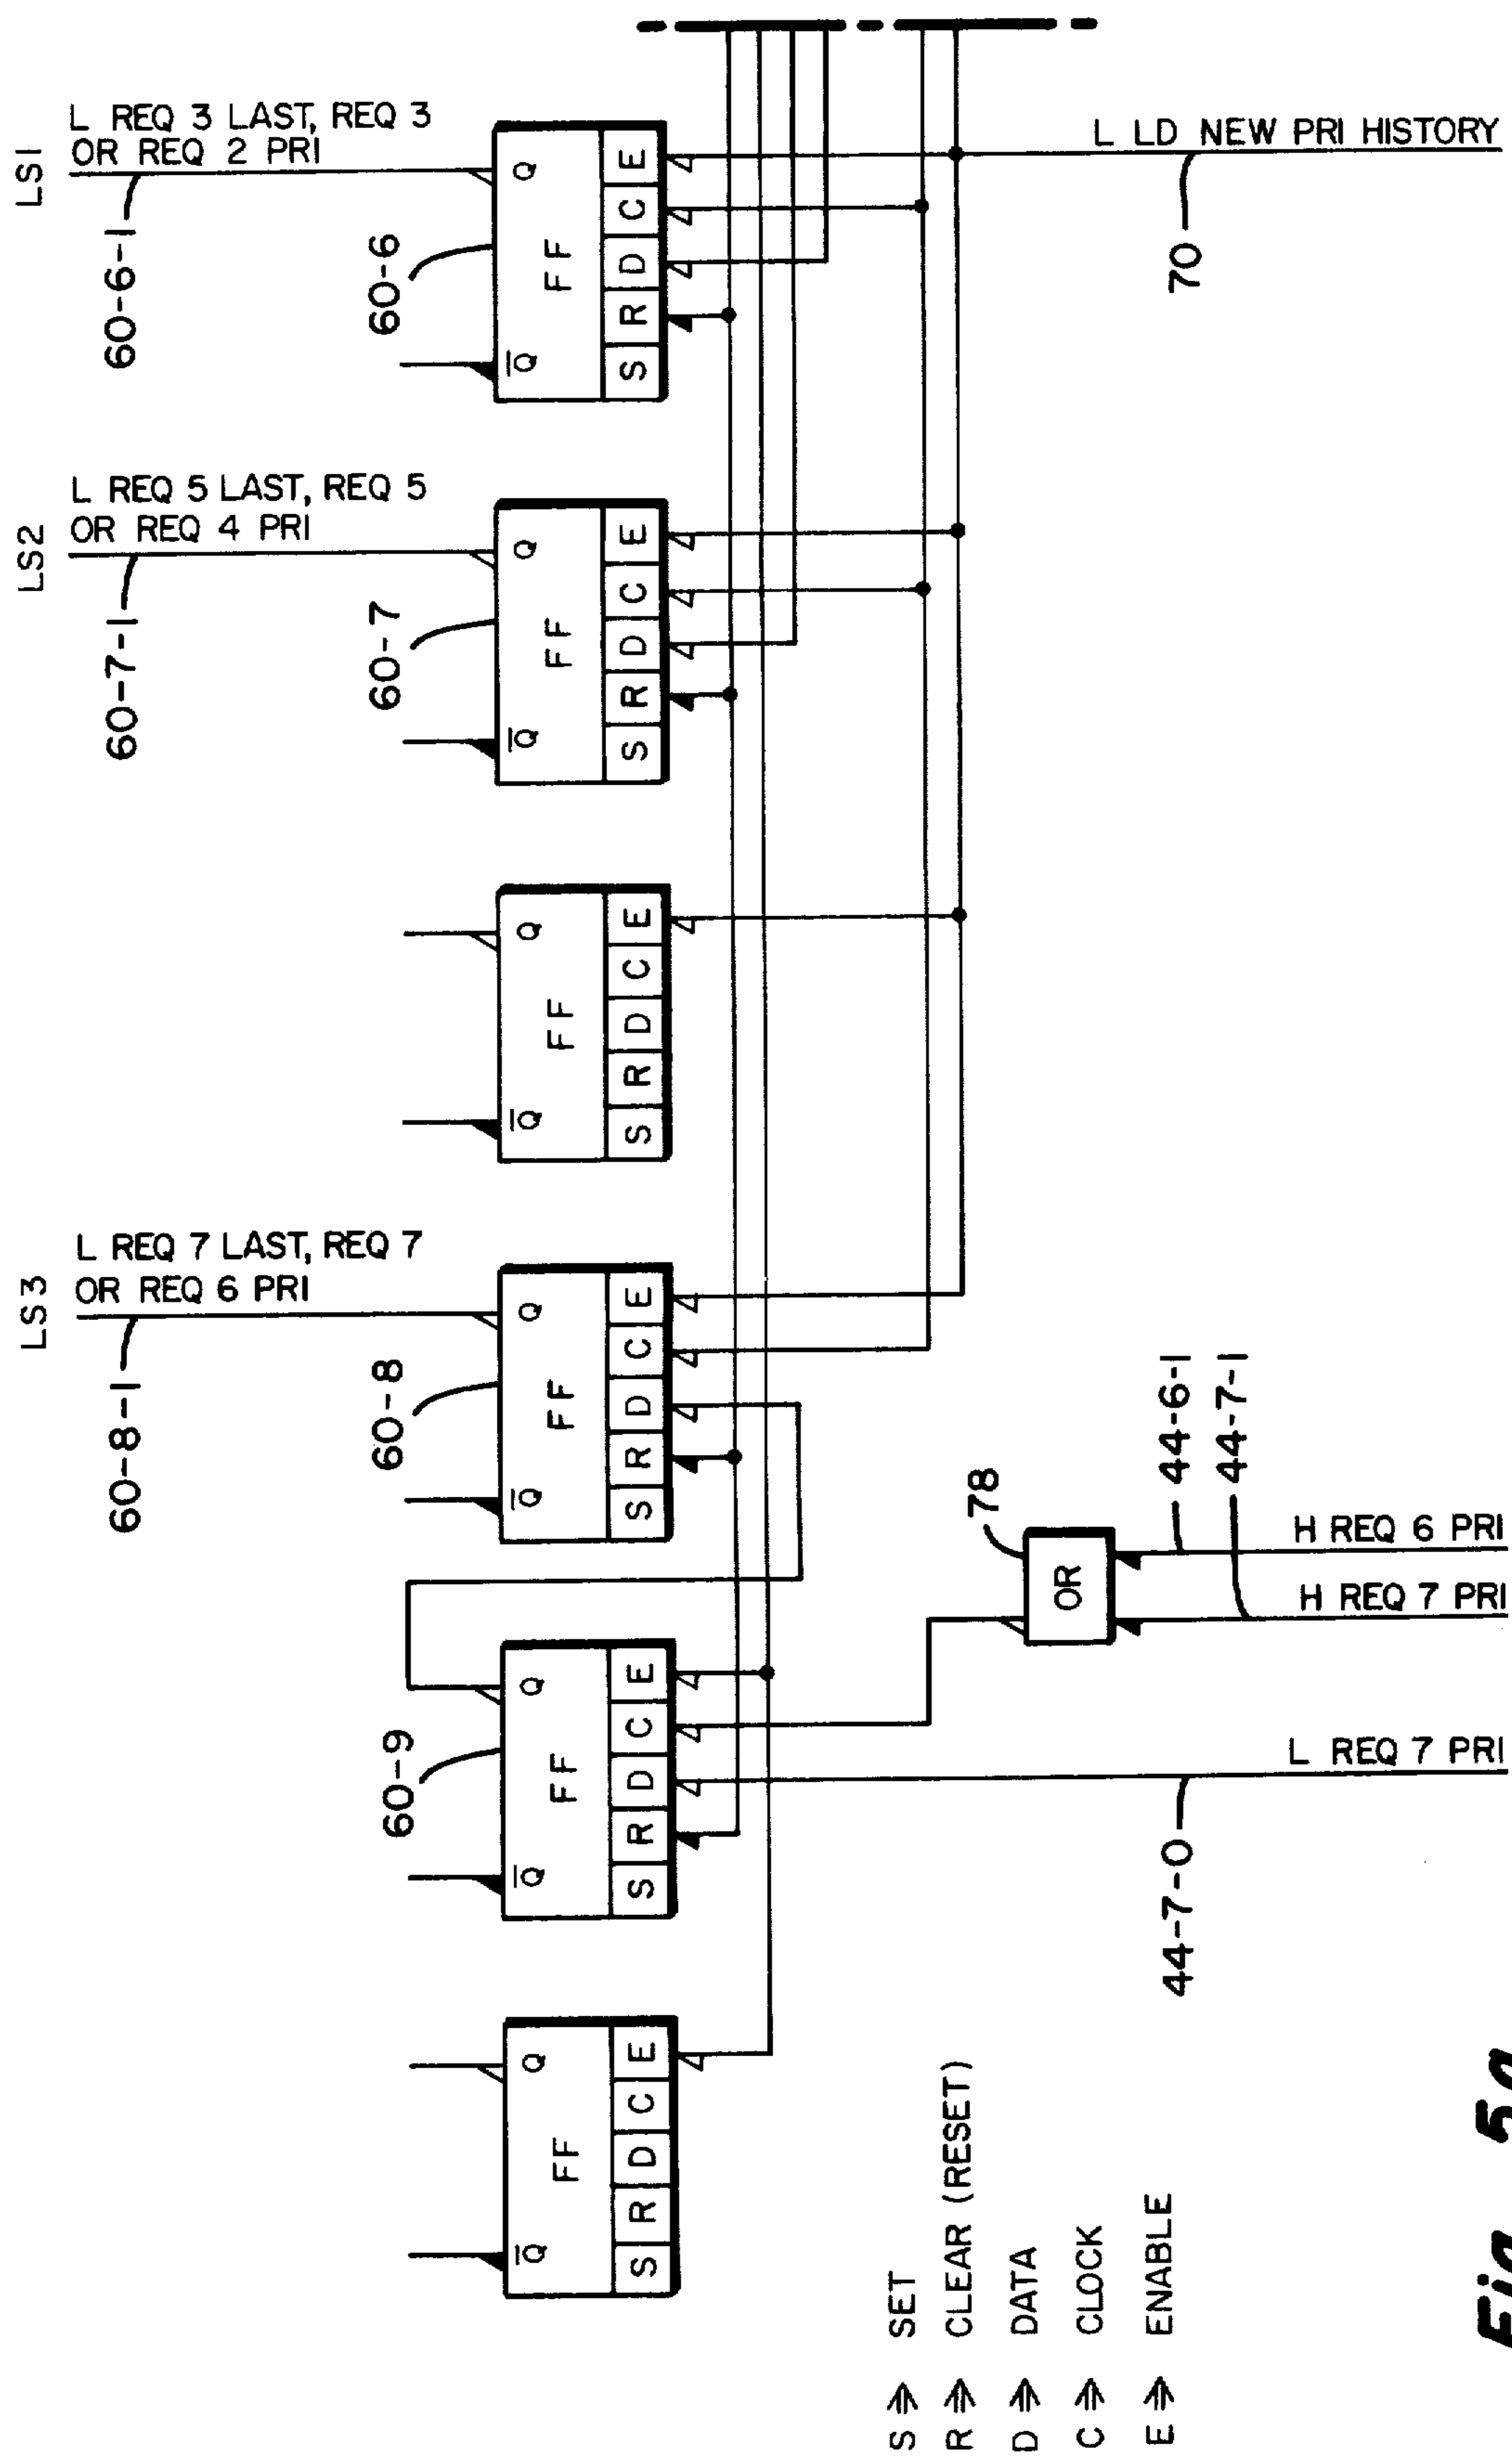 LS3
LS2
LS1
L REQ 7 LAST, REQ 7
OR REQ 6 PRI
L REQ 5 LAST, REQ 5
OR REQ 4 PRI
L REQ 3 LAST, REQ 3
OR REQ 2 PRI
60-8-1
60-7-1
60-6-1
60-9
60-8
60-7
60-6
Q̅ Q
FF
S R D C E
Q̅ Q
FF
S R D C E
Q̅ Q
FF
S R D C E
Q̅ Q
FF
S R D C E
Q̅ Q
FF
S R D C E
Q̅ Q
FF
S R D C E
S ⇒ SET
R ⇒ CLEAR (RESET)
D ⇒ DATA
C ⇒ CLOCK
E ⇒ ENABLE
78
OR
44-7-0
44-6-1
44-7-1
70
L REQ 7 PRI
H REQ 7 PRI
H REQ 6 PRI
L LD NEW PRI HISTORY
Fig. 5a